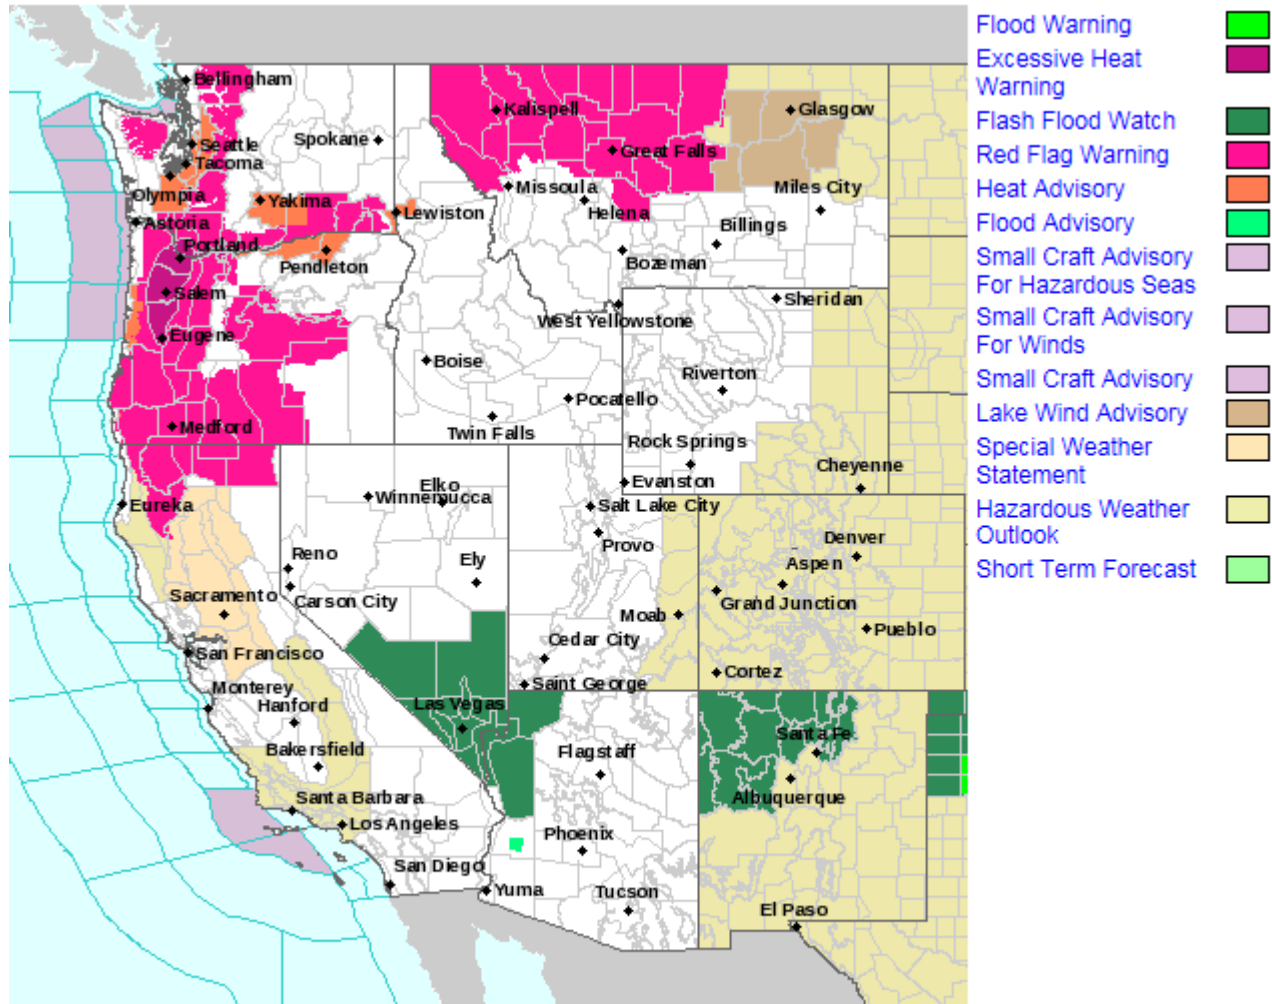 Bellingham
Kalispell
Glasgow
Seattle
Spokane
Great Falls
Tacoma
Missoula
Miles City
Olympia
Yakima
Lewiston
Helena
Astoria
Billings
Portland
Bozeman
Pendleton
Salem
Sheridan
West Yellowstone
Eugene
Boise
Riverton
Pocatello
Medford
Twin Falls
Rock Springs
Cheyenne
Elko
Evanston
Winnemucca
Eureka
Salt Lake City
Denver
Provo
Reno
Ely
Aspen
Sacramento
Carson City
Grand Junction
Moab
Pueblo
Cedar City
San Francisco
Cortez
Saint George
Monterey
Hanford
Las Vegas
Santa Fe
Bakersfield
Flagstaff
Santa Barbara
Albuquerque
Los Angeles
Phoenix
San Diego
Yuma
Tucson
El Paso
Flood Warning
Excessive Heat
Warning
Flash Flood Watch
Red Flag Warning
Heat Advisory
Flood Advisory
Small Craft Advisory
For Hazardous Seas
Small Craft Advisory
For Winds
Small Craft Advisory
Lake Wind Advisory
Special Weather
Statement
Hazardous Weather
Outlook
Short Term Forecast